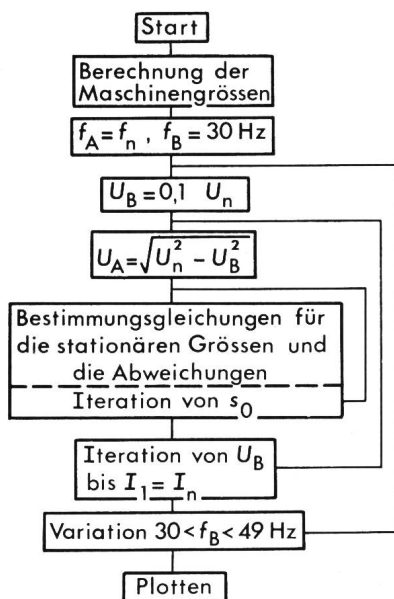 Start
Berechnung der
Maschinengrössen
f_A = f_n , f_B = 30 Hz
U_B = 0,1 U_n
U_A = √(U_n² − U_B²)
Bestimmungsgleichungen für
die stationären Grössen und
die Abweichungen
Iteration von s_0
Iteration von U_B
bis I_1 = I_n
Variation 30 < f_B < 49 Hz
Plotten